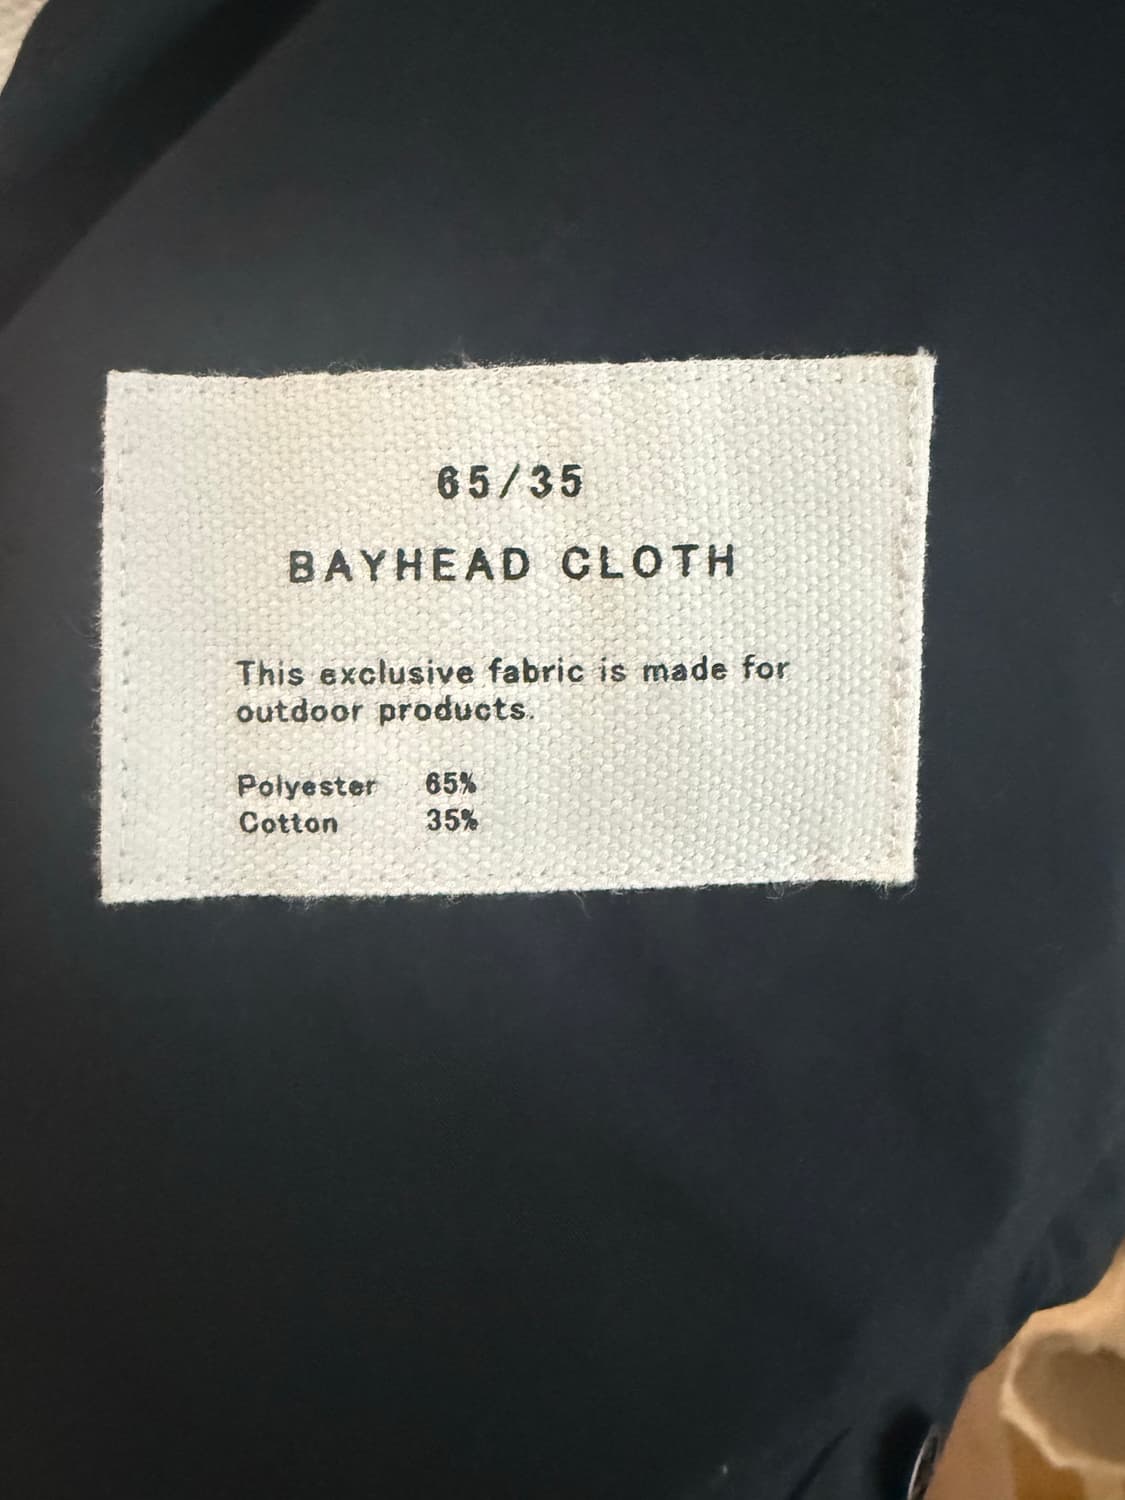 65/35
BAYHEAD CLOTH
This exclusive fabric is made for
outdoor products.
Polyester 65%
Cotton 35%